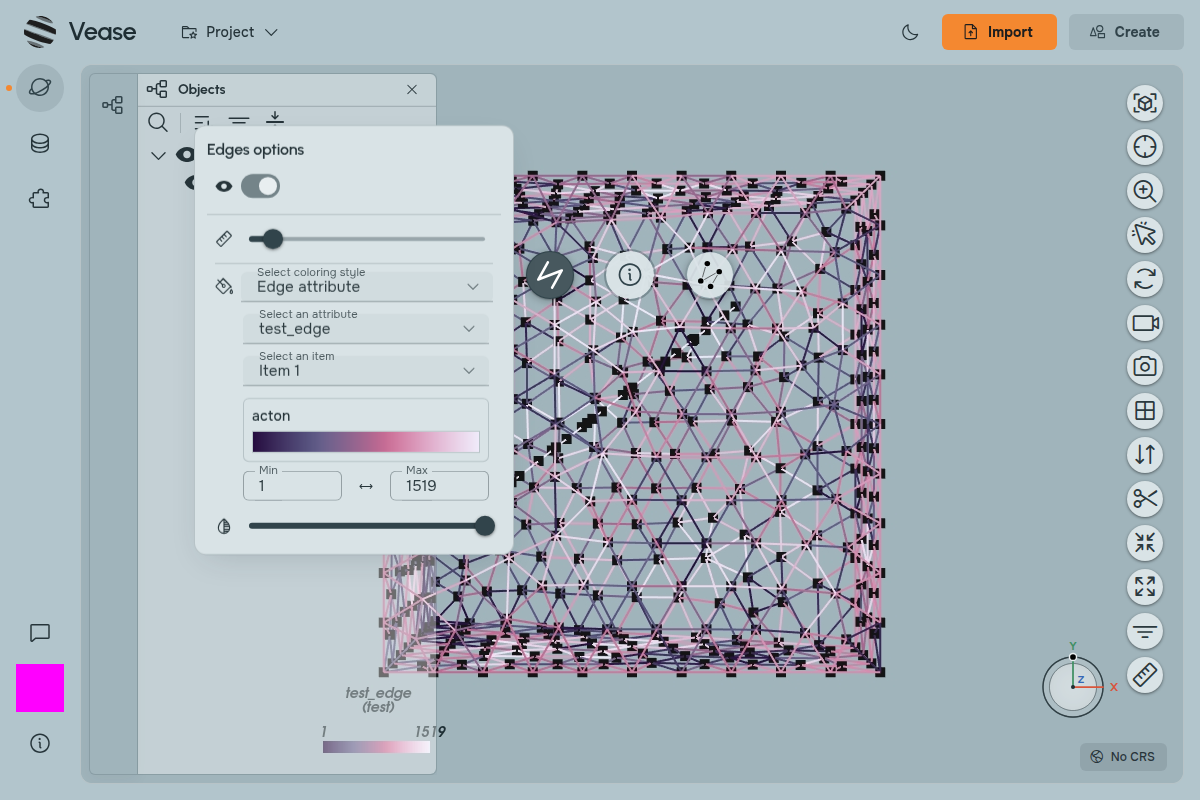 Vease
Project
Import
Create
Objects
Edges options
Select coloring style
Edge attribute
Select an attribute
test_edge
Select an item
Item 1
acton
Min
1
Max
1519
test_edge
(test)
1
1519
Y
Z
X
No CRS